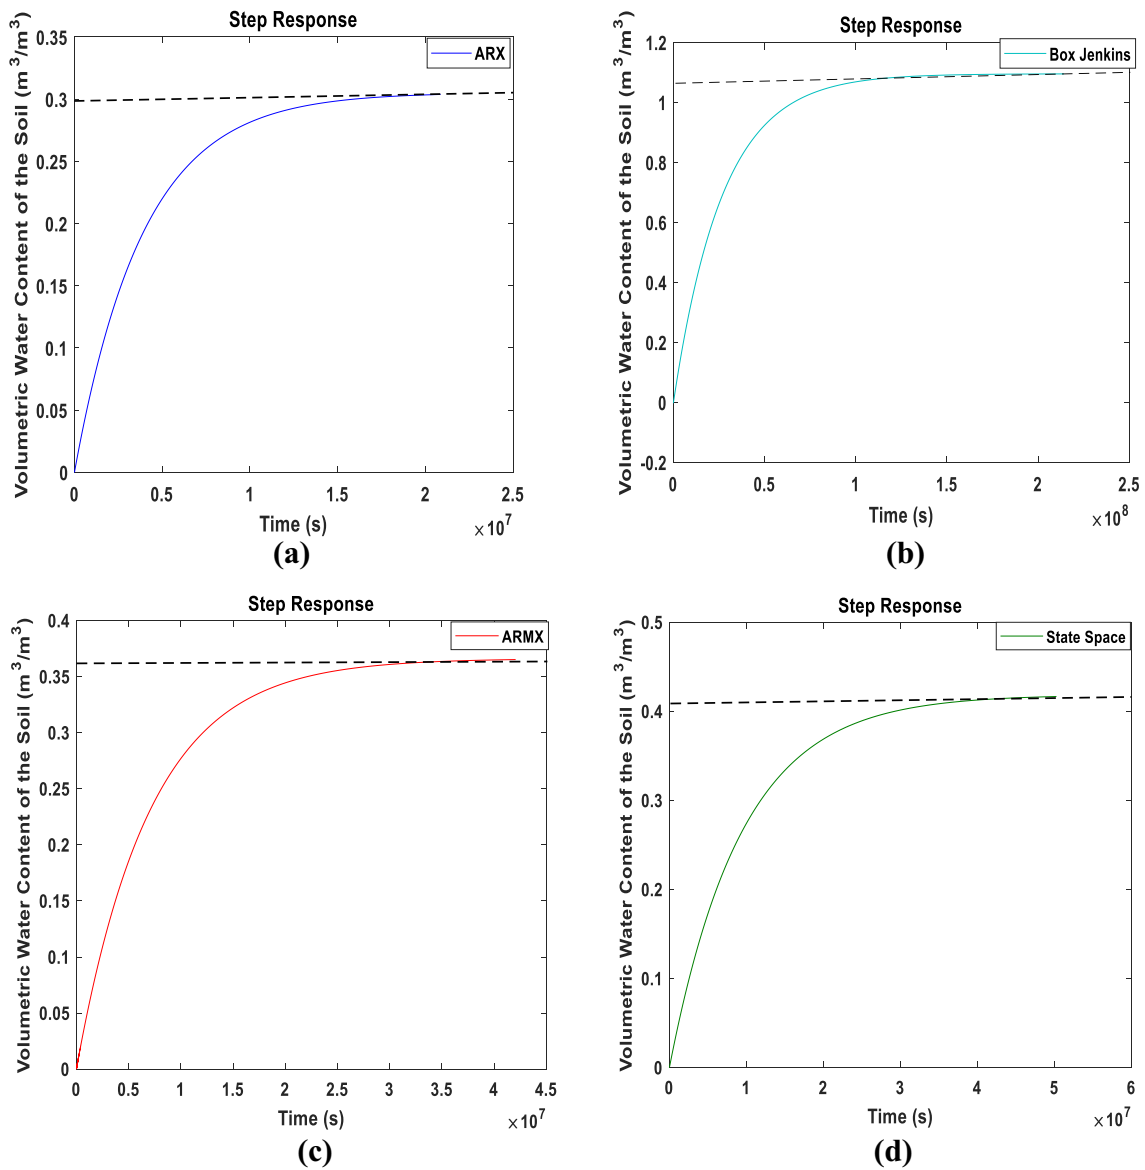 Step Response
Volumetric Water Content of the Soil (m³/m³)
ARX
0.35
0.3
0.25
0.2
0.15
0.1
0.05
0
0 0.5 1 1.5 2 2.5
Time (s)
×10⁷
(a)
Step Response
Volumetric Water Content of the Soil (m³/m³)
Box Jenkins
1.2
1
0.8
0.6
0.4
0.2
0
-0.2
0 0.5 1 1.5 2 2.5
Time (s)
×10⁸
(b)
Step Response
Volumetric Water Content of the Soil (m³/m³)
ARMX
0.4
0.35
0.3
0.25
0.2
0.15
0.1
0.05
0
0 0.5 1 1.5 2 2.5 3 3.5 4 4.5
Time (s)
×10⁷
(c)
Step Response
Volumetric Water Content of the Soil (m³/m³)
State Space
0.5
0.4
0.3
0.2
0.1
0
0 1 2 3 4 5 6
Time (s)
×10⁷
(d)